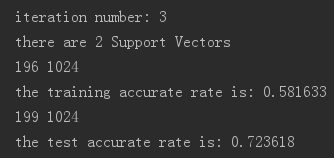 iteration number: 3
there are 2 Support Vectors
196 1024
the training accurate rate is: 0.581633
199 1024
the test accurate rate is: 0.723618